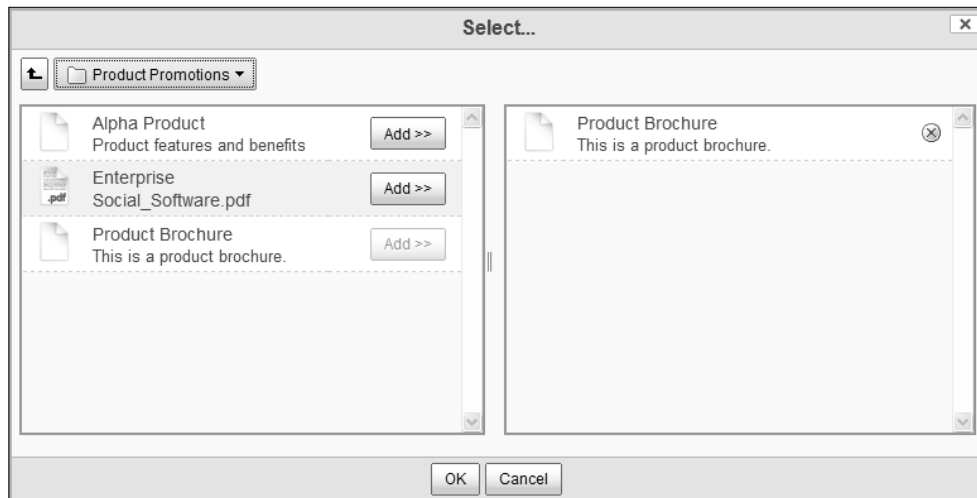 Select...
Product Promotions
Alpha Product
Product features and benefits
Add >>
Enterprise
Social_Software.pdf
.pdf
Add >>
Product Brochure
This is a product brochure.
Add >>
Product Brochure
This is a product brochure.
OK
Cancel